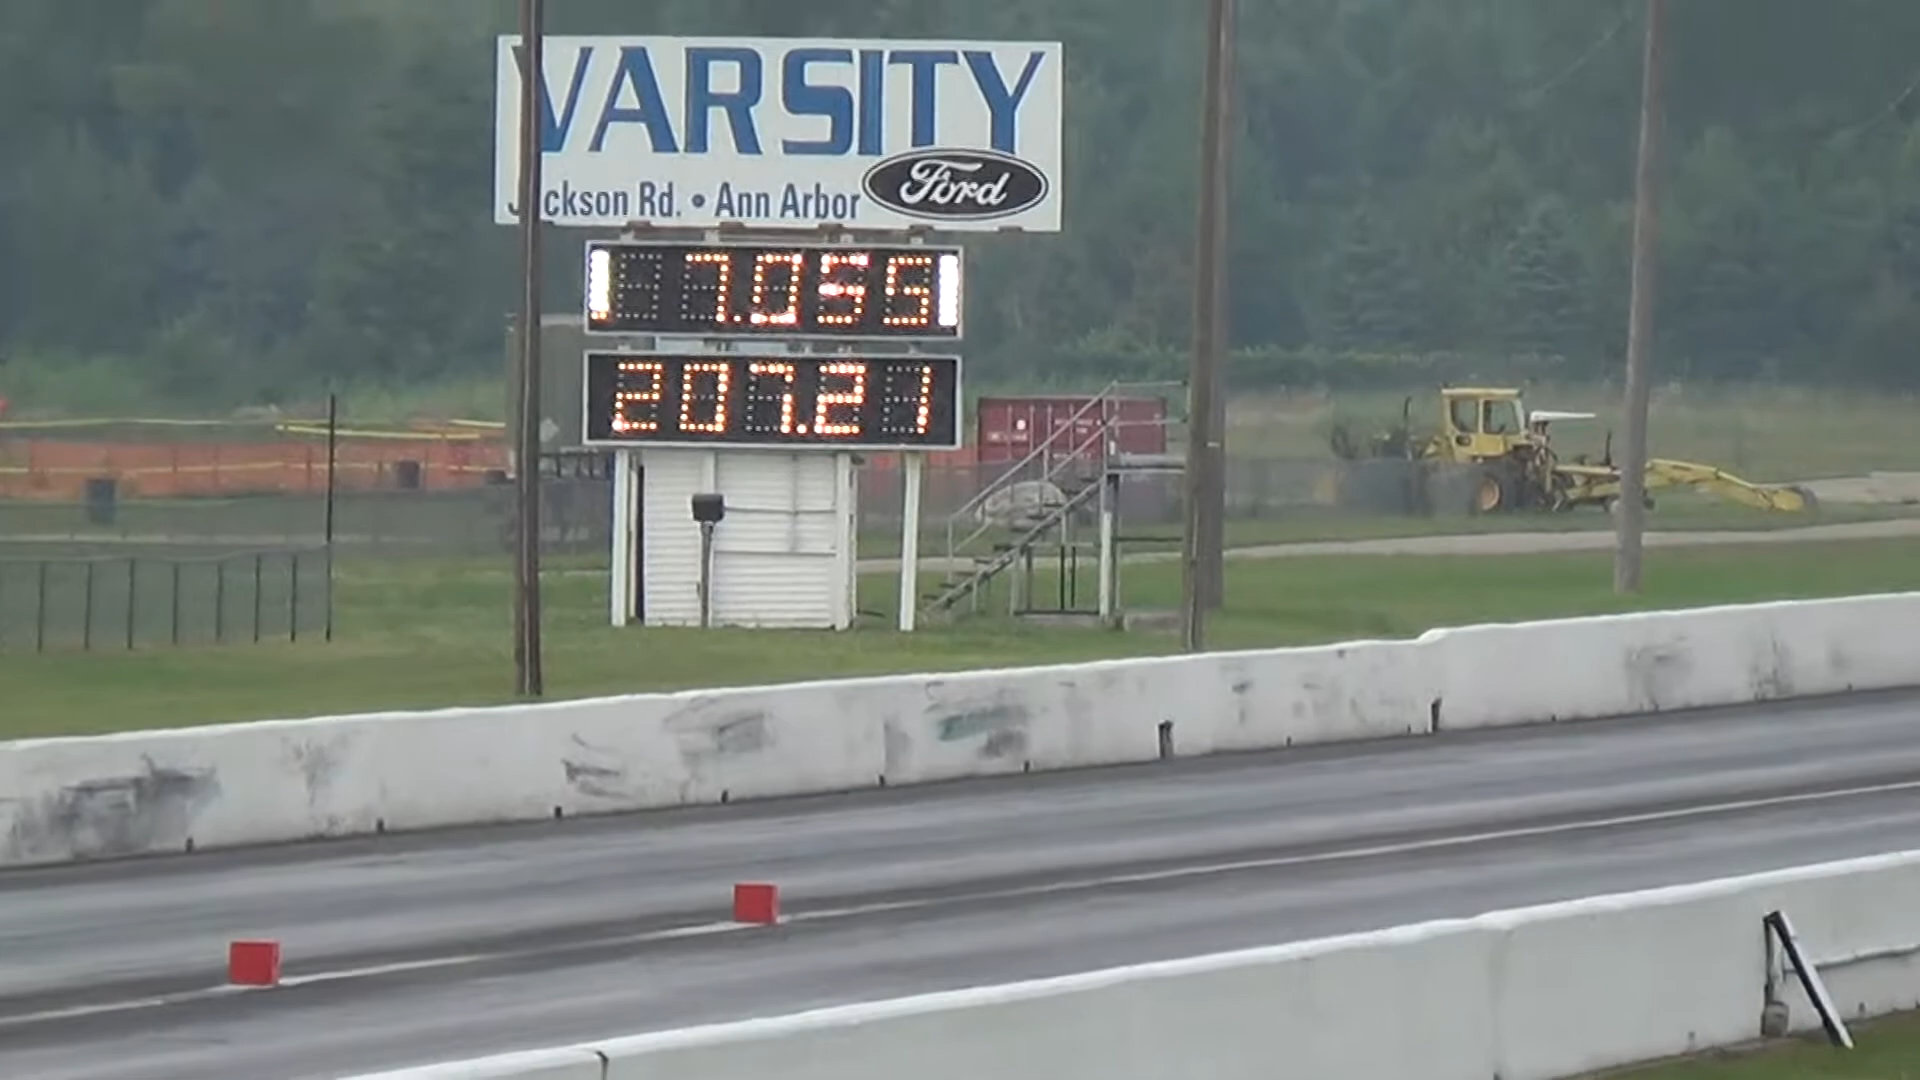 VARSITY
Jackson Rd. • Ann Arbor
Ford
7.055
207.21